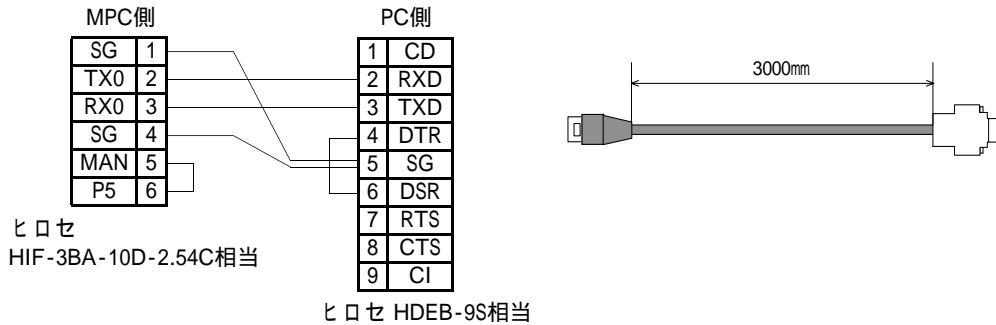 MPC側
SG 1
TX0 2
RX0 3
SG 4
MAN 5
P5 6
ヒロセ
HIF-3BA-10D-2.54C相当
PC側
1 CD
2 RXD
3 TXD
4 DTR
5 SG
6 DSR
7 RTS
8 CTS
9 CI
ヒロセ HDEB-9S相当
3000㎜